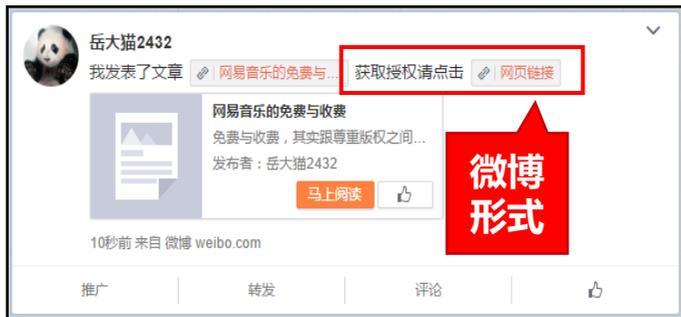 岳大猫2432
我发表了文章 网易音乐的免费与... 获取授权请点击 网页链接
网易音乐的免费与收费
免费与收费，其实跟尊重版权之间...
发布者：岳大猫2432
马上阅读
微博
形式
10秒前 来自 微博 weibo.com
推广 转发 评论